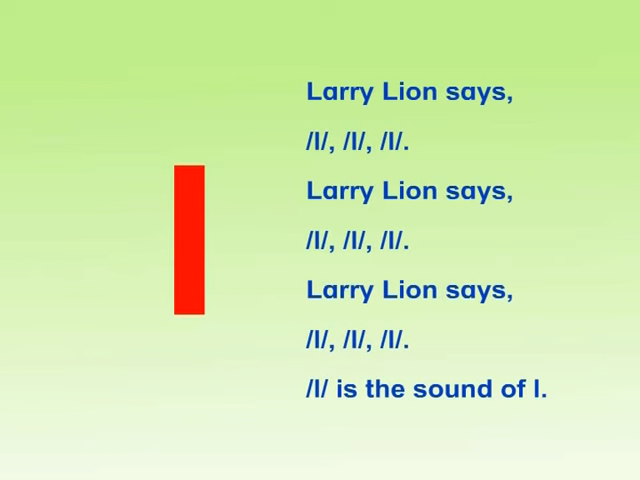 l
Larry Lion says,
/l/, /l/, /l/.
Larry Lion says,
/l/, /l/, /l/.
Larry Lion says,
/l/, /l/, /l/.
/l/ is the sound of l.